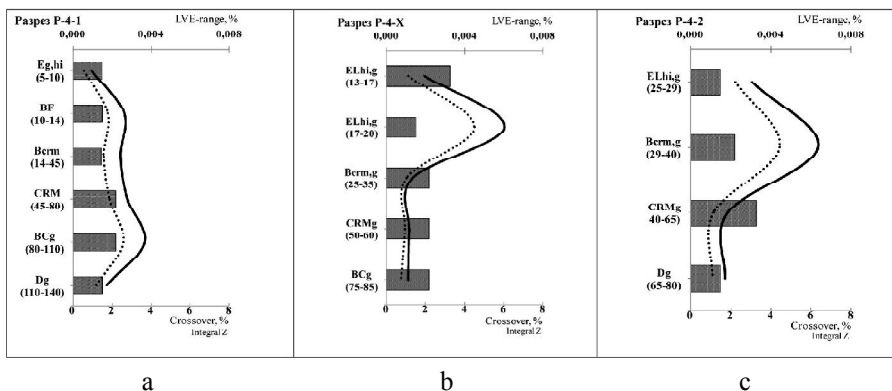 Разрез Р-4-1
LVE-range, %
0,000 0,004 0,008
Eg,hi
(5-10)
BF
(10-14)
Bcrm
(14-45)
CRM
(45-80)
BCg
(80-110)
Dg
(110-140)
0 2 4 6 8
Crossover, %
Integral Z
a
Разрез Р-4-Х
LVE-range, %
0,000 0,004 0,008
ELhi,g
(13-17)
ELhi,g
(17-20)
Bcrm,g
(25-35)
CRMg
(50-60)
BCg
(75-85)
0 2 4 6 8
Crossover, %
Integral Z
b
Разрез Р-4-2
LVE-range, %
0,000 0,004 0,008
ELhi,g
(25-29)
Bcrm,g
(29-40)
CRMg
40-65)
Dg
(65-80)
0 2 4 6 8
Crossover, %
Integral Z
c